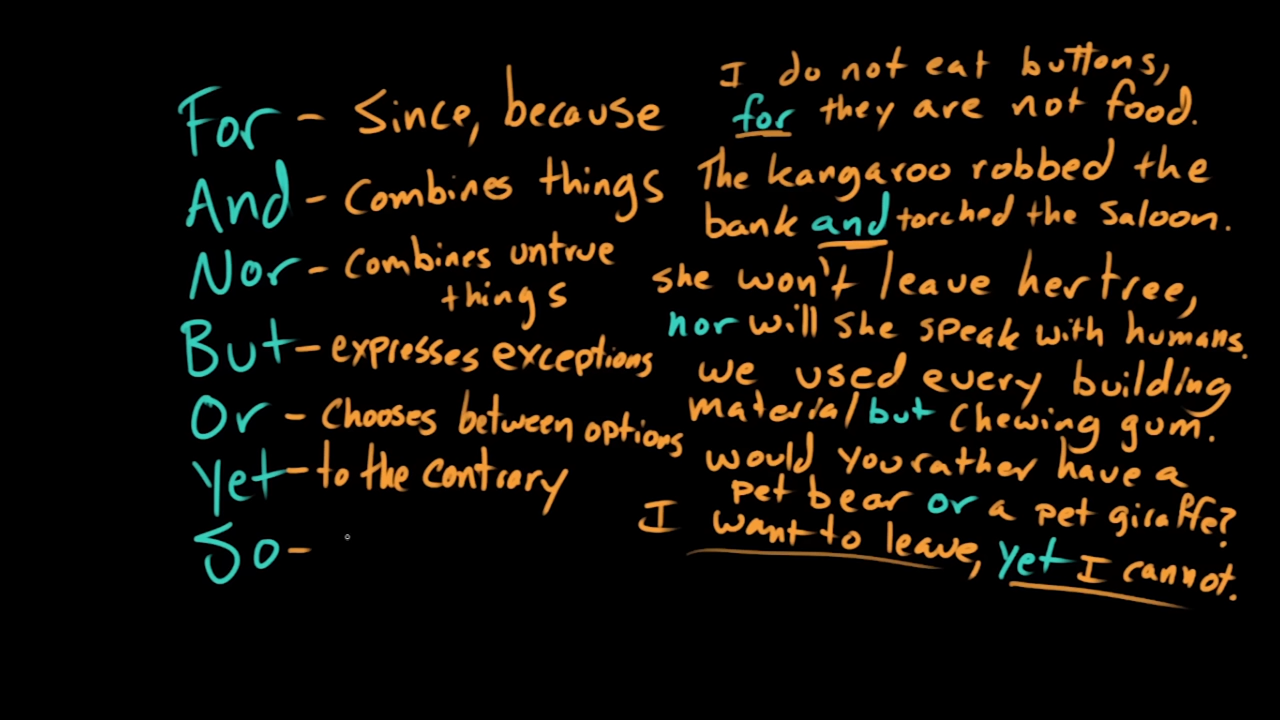 For - Since, because
And - Combines things
Nor - Combines untrue
things
But - expresses exceptions
Or - Chooses between options
Yet - to the contrary
So -
I do not eat buttons,
for they are not food.
The kangaroo robbed the
bank and torched the saloon.
she won't leave her tree,
nor will she speak with humans.
we used every building
material but chewing gum.
would you rather have a
pet bear or a pet giraffe?
I want to leave, yet I cannot.